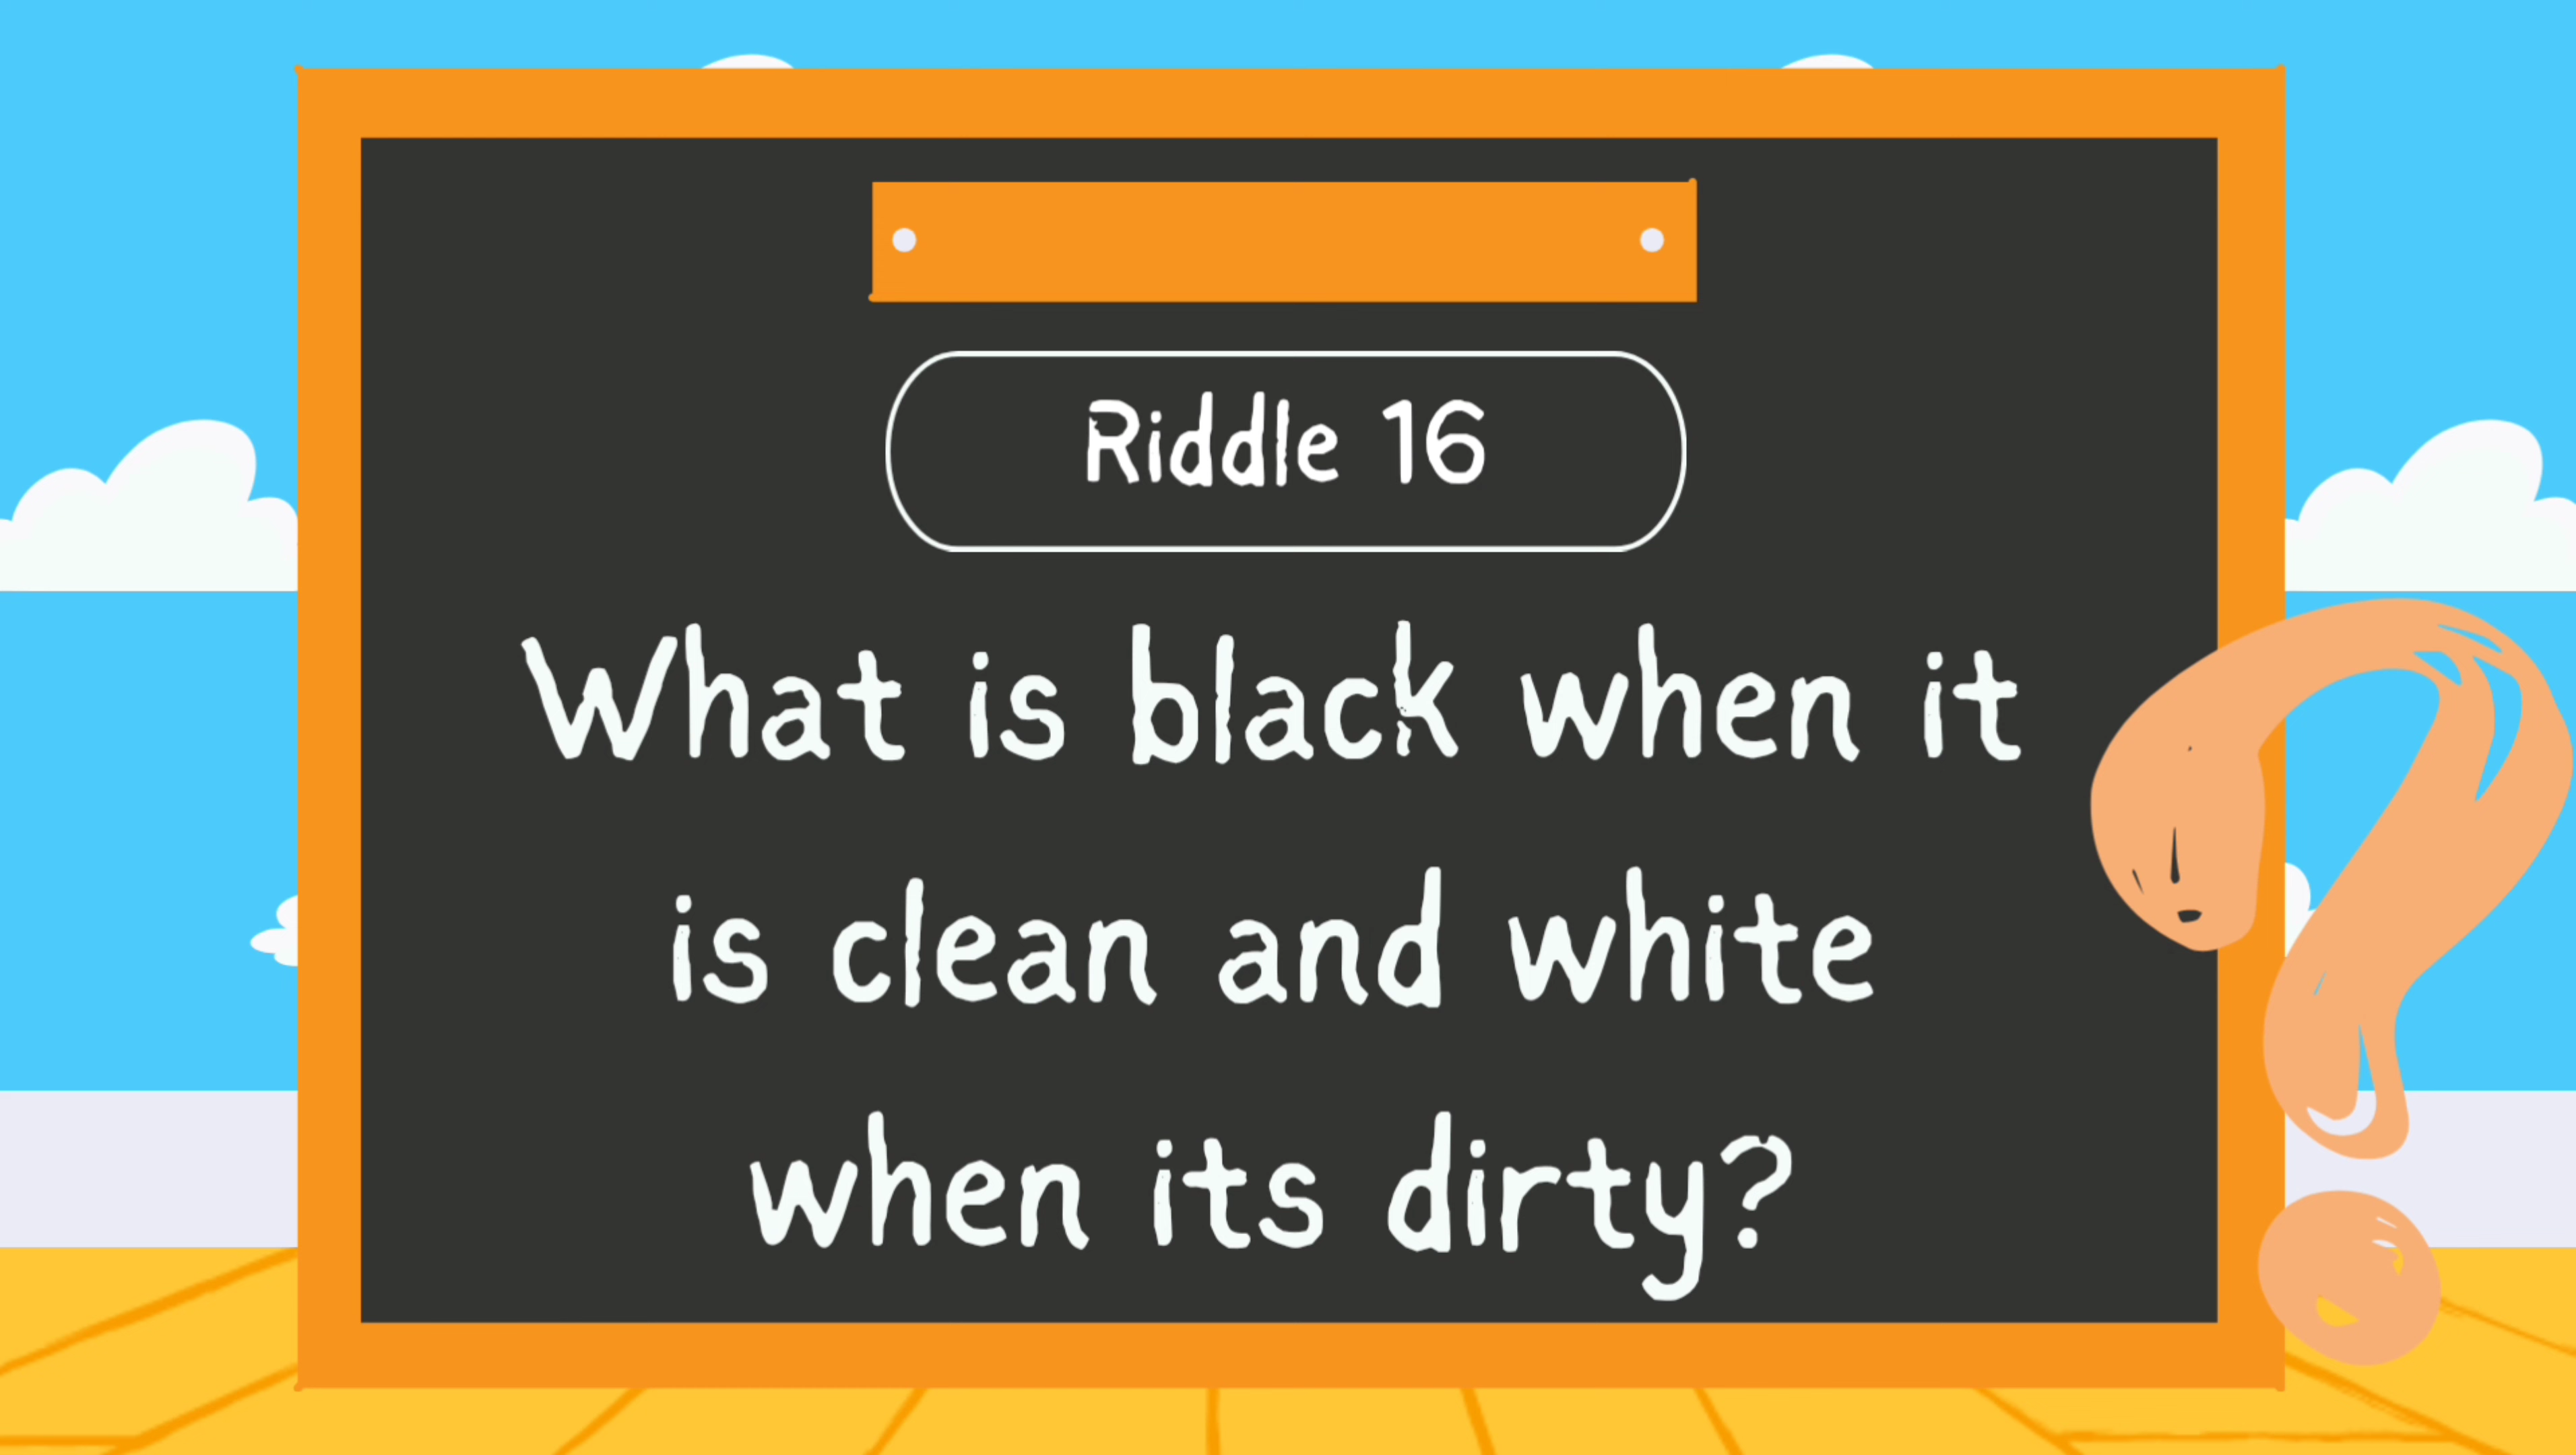 Riddle 16
What is black when it
is clean and white
when its dirty?